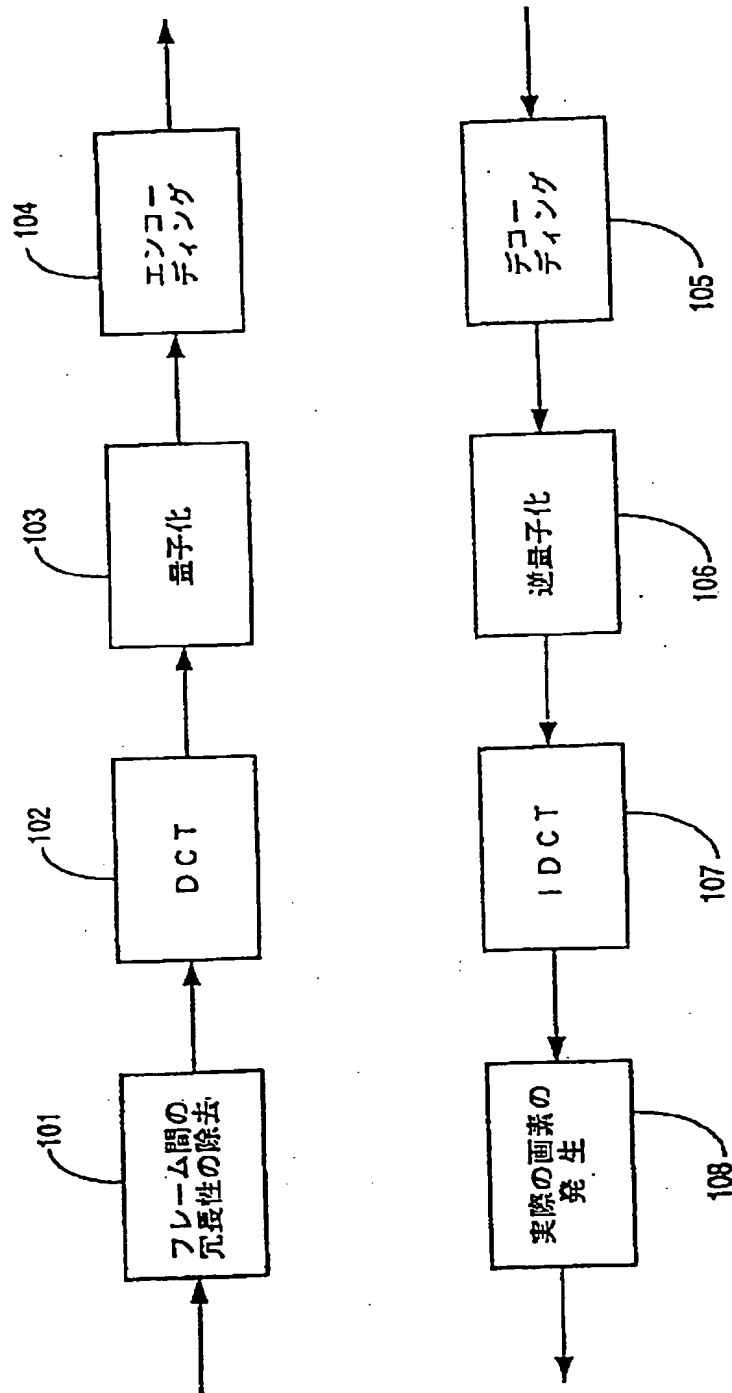 101
フレーム間の
冗長性の除去
102
DCT
103
量子化
104
エンコー
ディング
デコー
ディング
105
逆量子化
106
IDCT
107
実際の画素の
発生
108